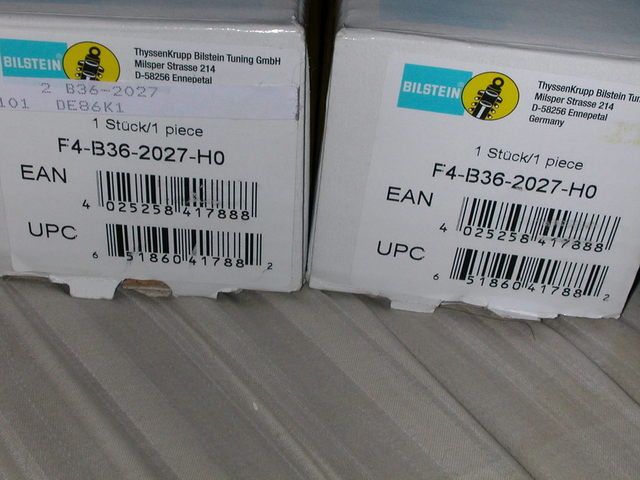 BILSTEIN
ThyssenKrupp Bilstein Tuning GmbH
Milsper Strasse 214
D-58256 Ennepetal
2 B36-2027
101 DE86K1
1 Stück/1 piece
F4-B36-2027-H0
EAN
4 025258 417888
UPC
6 51860 41788 2
BILSTEIN
ThyssenKrupp Bilstein Tun
Milsper Strasse 214
D-58256 Ennepetal
Germany
1 Stück/1 piece
F4-B36-2027-H0
EAN
4 025258 417888
UPC
6 51860 41788 2